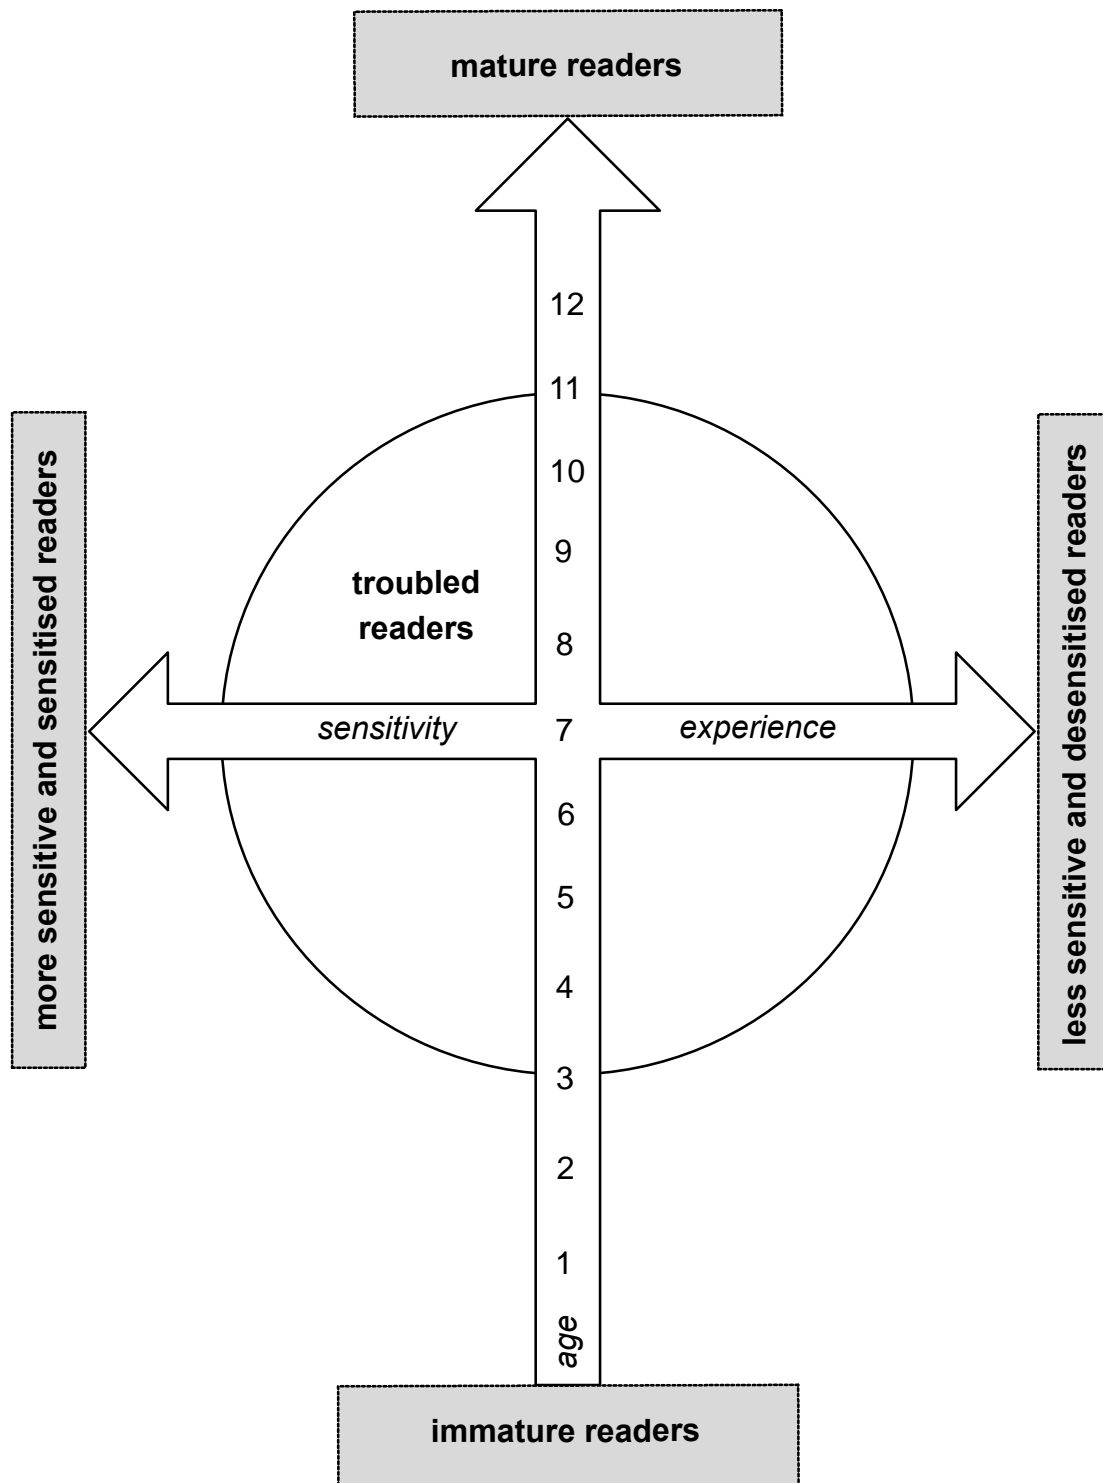 mature readers
12
11
10
9
troubled
readers
8
more sensitive and sensitised readers
sensitivity
7
experience
less sensitive and desensitised readers
6
5
4
3
2
1
age
immature readers